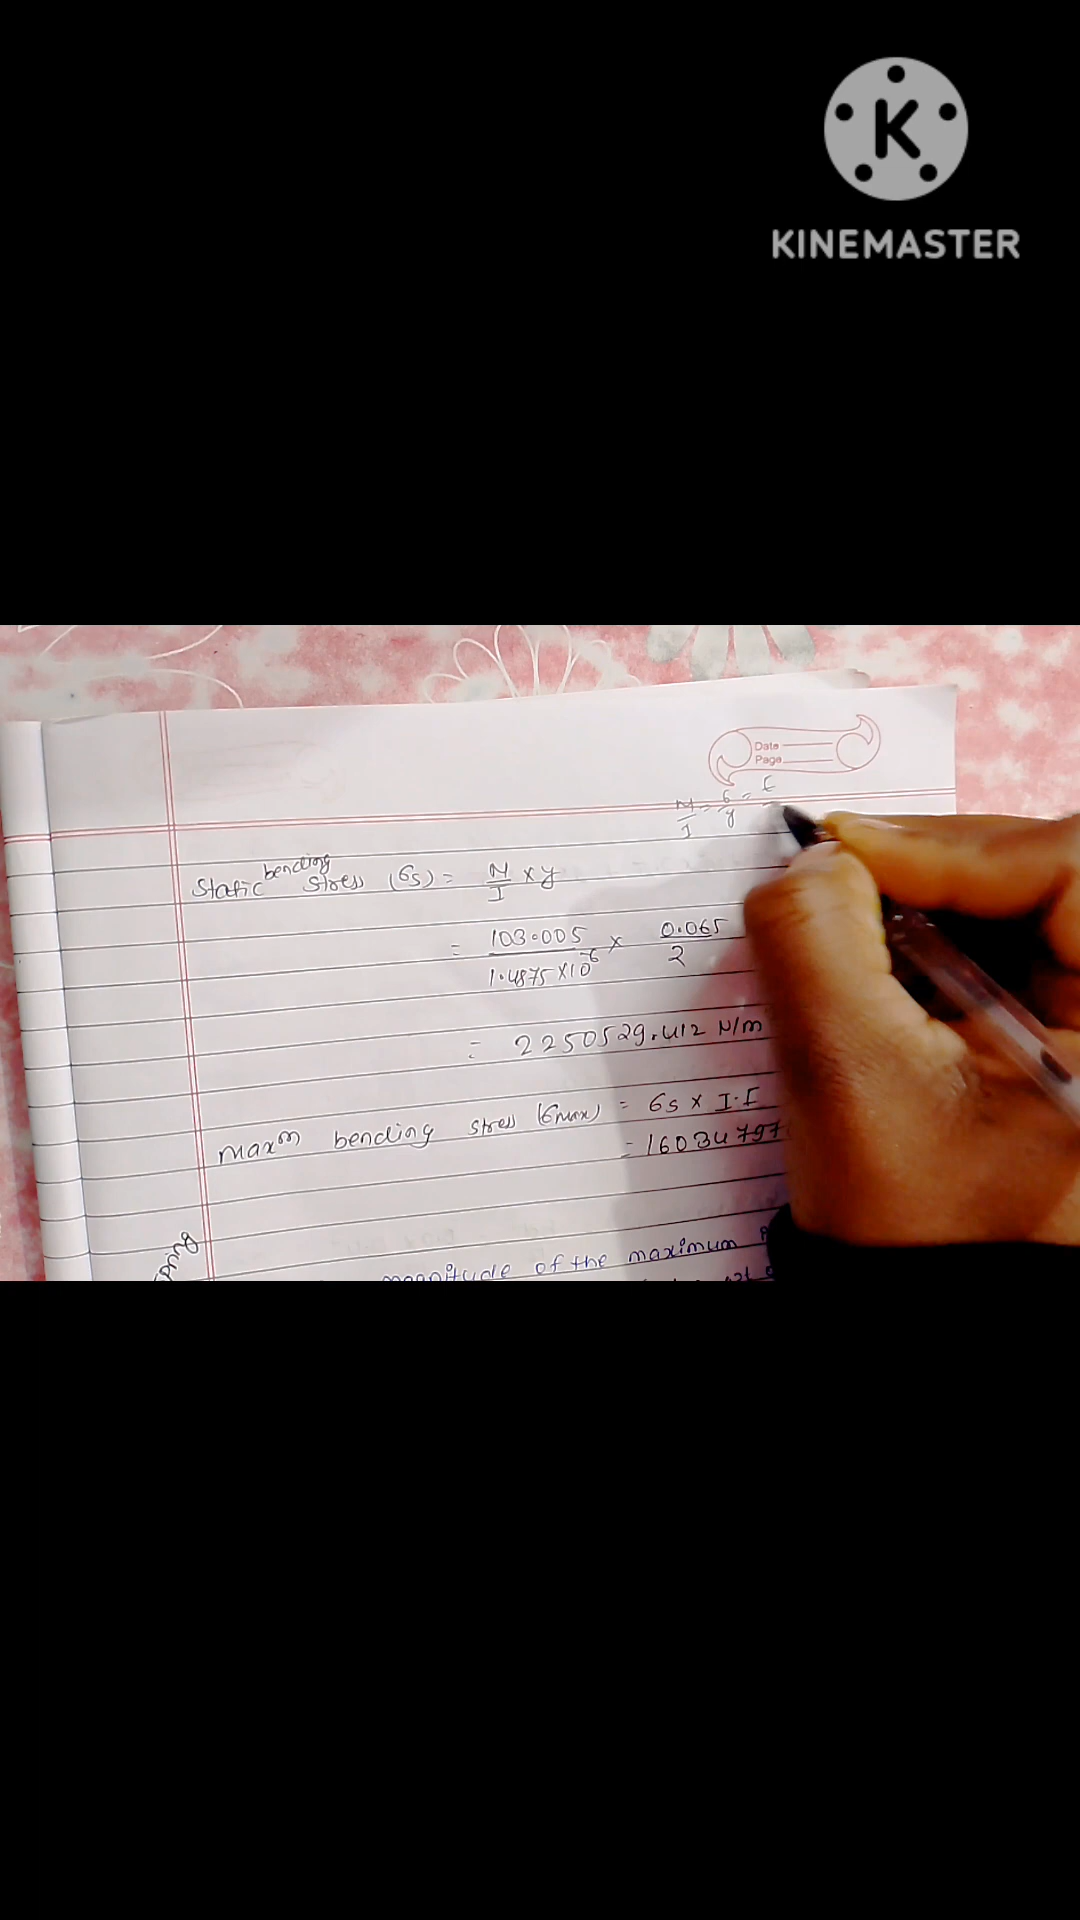 KINEMASTER
Date
Page
M/I = σ/y = E
Static bending stress (σs) = M/I × y
= 103.005/1.4875×10^-6 × 0.065/2
= 2250529.412 N/m
maxm bending stress (σmax) = σs × I.F
= 16034797
magnitude of the maximum